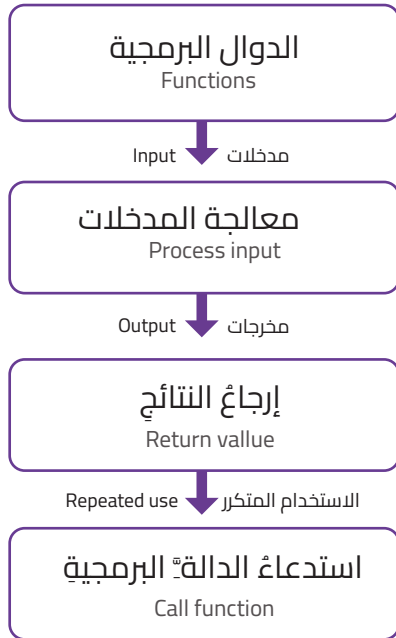 الدوال البرمجية
Functions
Input مدخلات
معالجة المدخلات
Process input
Output مخرجات
إرجاعُ النتائجِ
Return vallue
Repeated use الاستخدام المتكرر
استدعاءُ الدالةِّ البرمجيةِ
Call function